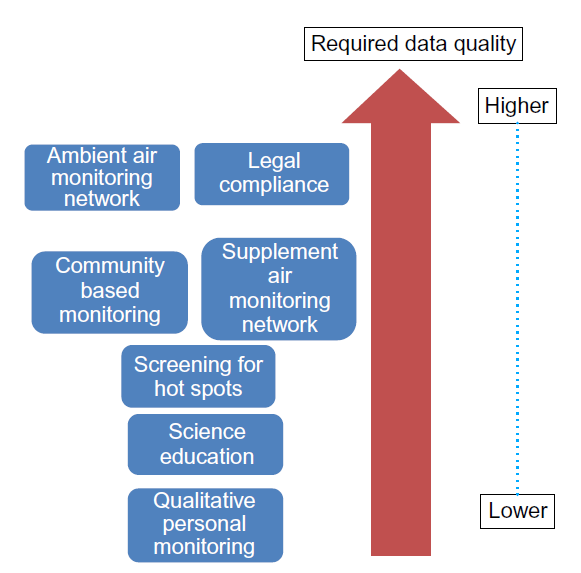 Required data quality
Higher
Ambient air
monitoring
network
Legal
compliance
Community
based
monitoring
Supplement
air
monitoring
network
Screening for
hot spots
Science
education
Qualitative
personal
monitoring
Lower